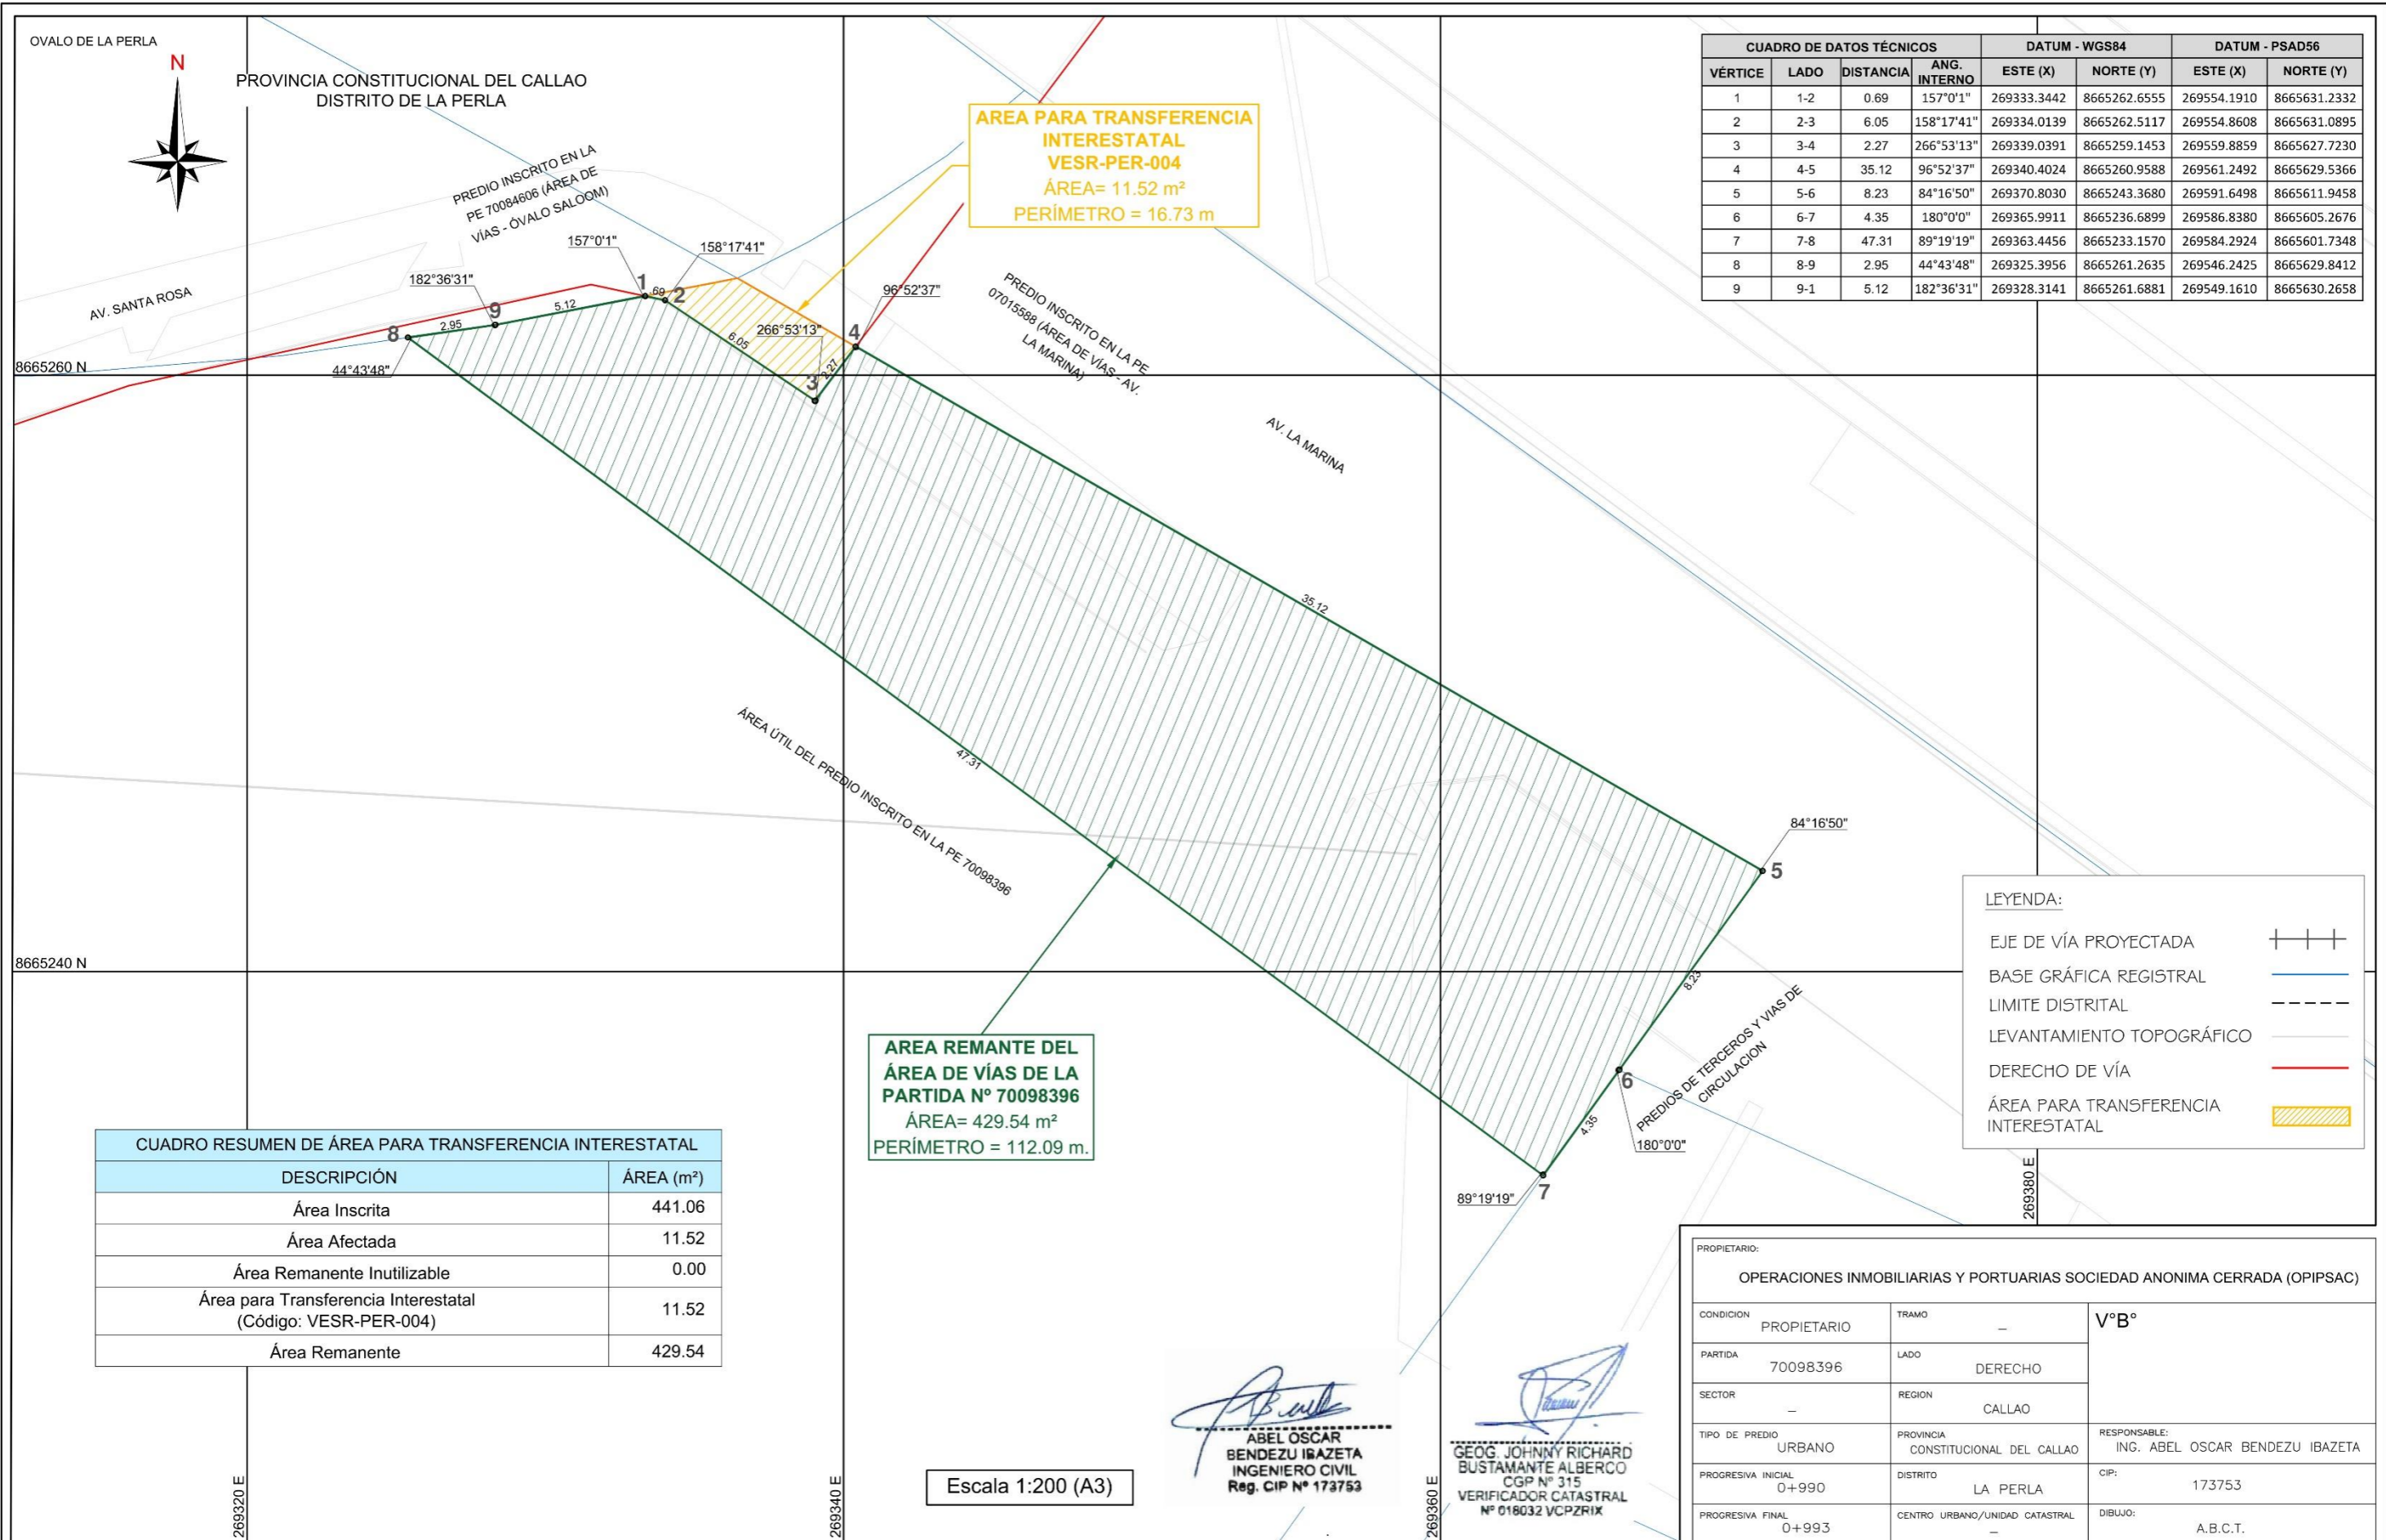 OVALO DE LA PERLA
N
PROVINCIA CONSTITUCIONAL DEL CALLAO
DISTRITO DE LA PERLA
PREDIO INSCRITO EN LA
PE 70084606 (ÁREA DE
VÍAS - ÓVALO SALOOM)
AV. SANTA ROSA
AREA PARA TRANSFERENCIA
INTERESTATAL
VESR-PER-004
ÁREA= 11.52 m²
PERÍMETRO = 16.73 m
CUADRO DE DATOS TÉCNICOS DATUM - WGS84 DATUM - PSAD56
VÉRTICE LADO DISTANCIA ANG. INTERNO ESTE (X) NORTE (Y) ESTE (X) NORTE (Y)
1 1-2 0.69 157°0'1" 269333.3442 8665262.6555 269554.1910 8665631.2332
2 2-3 6.05 158°17'41" 269334.0139 8665262.5117 269554.8608 8665631.0895
3 3-4 2.27 266°53'13" 269339.0391 8665259.1453 269559.8859 8665627.7230
4 4-5 35.12 96°52'37" 269340.4024 8665260.9588 269561.2492 8665629.5366
5 5-6 8.23 84°16'50" 269370.8030 8665243.3680 269591.6498 8665611.9458
6 6-7 4.35 180°0'0" 269365.9911 8665236.6899 269586.8380 8665605.2676
7 7-8 47.31 89°19'19" 269363.4456 8665233.1570 269584.2924 8665601.7348
8 8-9 2.95 44°43'48" 269325.3956 8665261.2635 269546.2425 8665629.8412
9 9-1 5.12 182°36'31" 269328.3141 8665261.6881 269549.1610 8665630.2658
157°0'1"
158°17'41"
182°36'31"
96°52'37"
266°53'13"
44°43'48"
1
.69
2
9
5.12
2.95
8
6.05
2.27
3
4
PREDIO INSCRITO EN LA PE
07015588 (ÁREA DE VÍAS - AV.
LA MARINA)
AV. LA MARINA
8665260 N
35.12
47.31
ÁREA ÚTIL DEL PREDIO INSCRITO EN LA PE 70098396
84°16'50"
5
8.23
8665240 N
PREDIOS DE TERCEROS Y VIAS DE
CIRCULACION
6
4.35
180°0'0"
89°19'19"
7
LEYENDA:
EJE DE VÍA PROYECTADA
BASE GRÁFICA REGISTRAL
LIMITE DISTRITAL
LEVANTAMIENTO TOPOGRÁFICO
DERECHO DE VÍA
ÁREA PARA TRANSFERENCIA
INTERESTATAL
AREA REMANTE DEL
ÁREA DE VÍAS DE LA
PARTIDA Nº 70098396
ÁREA= 429.54 m²
PERÍMETRO = 112.09 m.
CUADRO RESUMEN DE ÁREA PARA TRANSFERENCIA INTERESTATAL
DESCRIPCIÓN ÁREA (m²)
Área Inscrita 441.06
Área Afectada 11.52
Área Remanente Inutilizable 0.00
Área para Transferencia Interestatal
(Código: VESR-PER-004) 11.52
Área Remanente 429.54
269320 E
269340 E
269360 E
269380 E
Escala 1:200 (A3)
ABEL OSCAR
BENDEZU IBAZETA
INGENIERO CIVIL
Reg. CIP Nº 173753
GEOG. JOHNNY RICHARD
BUSTAMANTE ALBERCO
CGP Nº 315
VERIFICADOR CATASTRAL
Nº 018032 VCPZRIX
PROPIETARIO:
OPERACIONES INMOBILIARIAS Y PORTUARIAS SOCIEDAD ANONIMA CERRADA (OPIPSAC)
CONDICION PROPIETARIO TRAMO – V°B°
PARTIDA 70098396 LADO DERECHO
SECTOR – REGION CALLAO
TIPO DE PREDIO URBANO PROVINCIA CONSTITUCIONAL DEL CALLAO RESPONSABLE: ING. ABEL OSCAR BENDEZU IBAZETA
PROGRESIVA INICIAL 0+990 DISTRITO LA PERLA CIP: 173753
PROGRESIVA FINAL 0+993 CENTRO URBANO/UNIDAD CATASTRAL – DIBUJO: A.B.C.T.